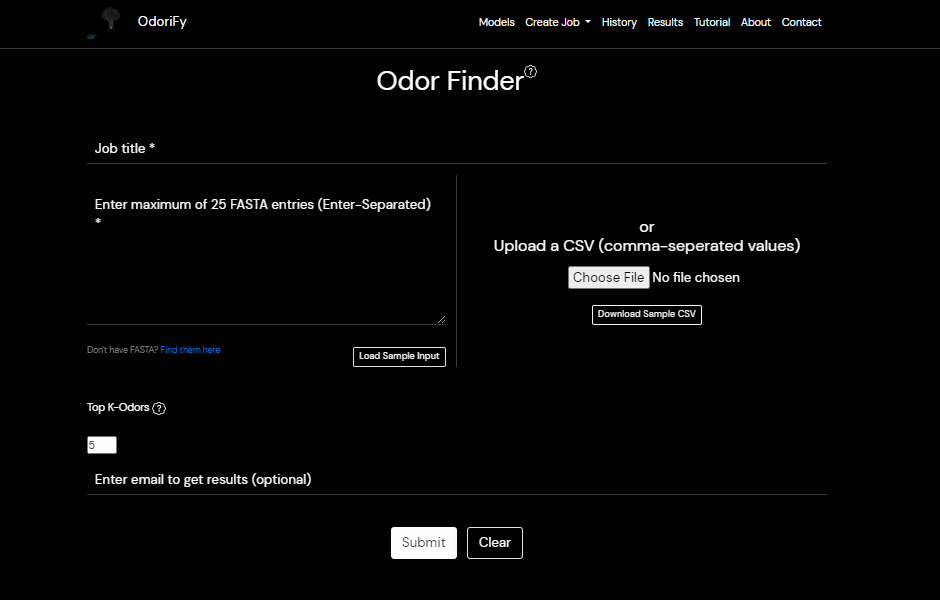 OdoriFy
Models Create Job History Results Tutorial About Contact
Odor Finder ?
Job title *
Enter maximum of 25 FASTA entries (Enter-Separated)
*
or
Upload a CSV (comma-seperated values)
Choose File No file chosen
Download Sample CSV
Don't have FASTA? Find them here
Load Sample Input
Top K-Odors ?
5
Enter email to get results (optional)
Submit Clear